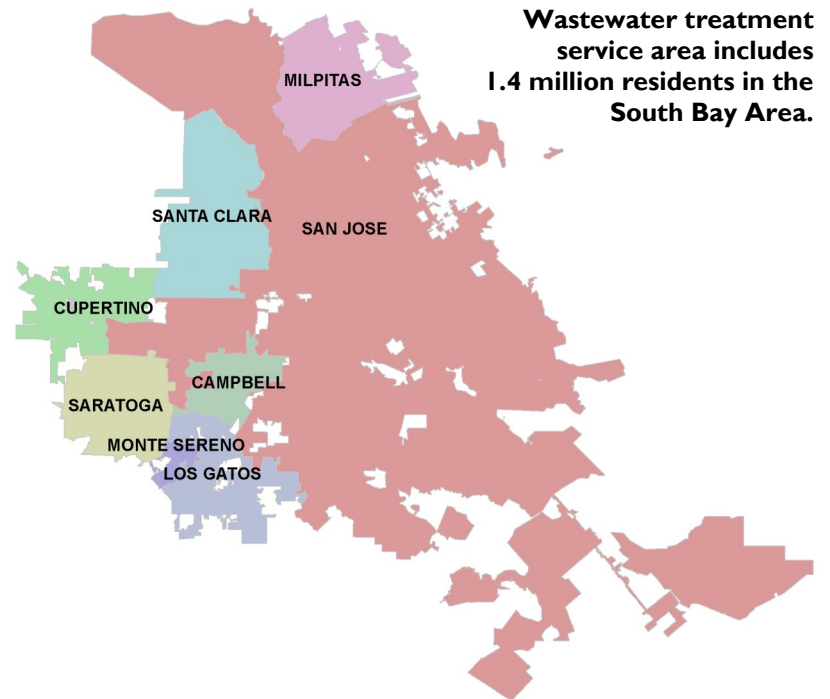 Wastewater treatment
service area includes
1.4 million residents in the
South Bay Area.
MILPITAS
SANTA CLARA
SAN JOSE
CUPERTINO
CAMPBELL
SARATOGA
MONTE SERENO
LOS GATOS